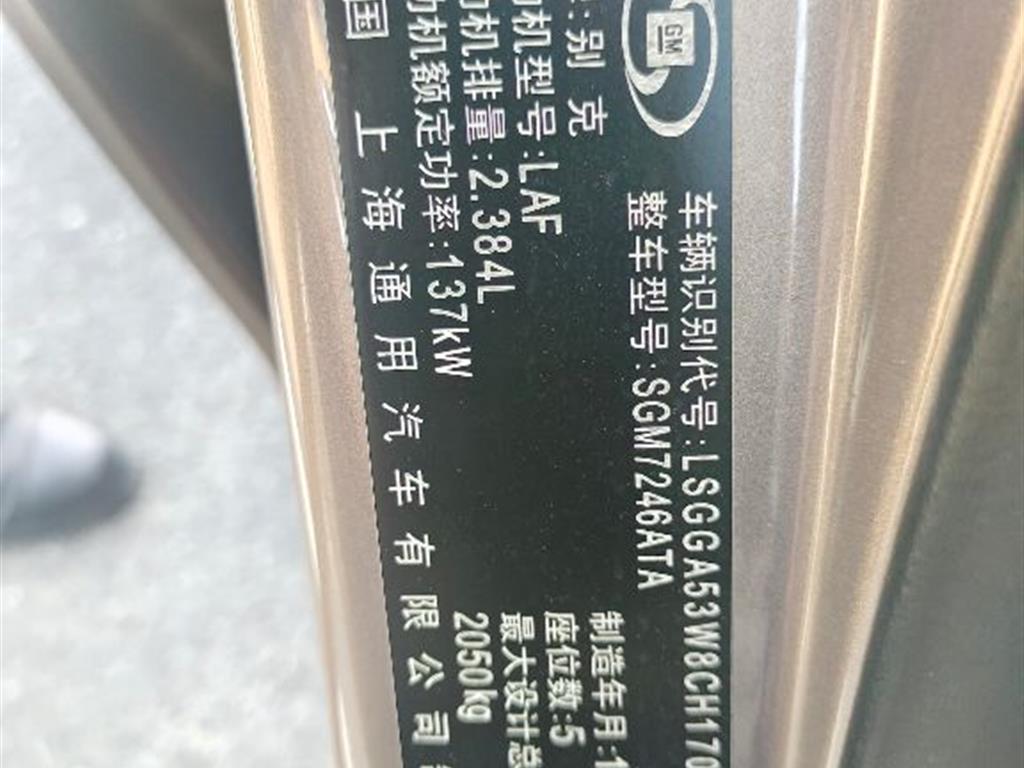 GM
车辆识别代号:LSGGA53W8CH170
整车型号:SGM7246ATA
:别 克
制造年月:1
机型号:LAF
座位数:5
动机排量:2.384L
最大设计总
动机额定功率:137kW
2050kg
国 上 海 通 用 汽 车 有 限 公 司